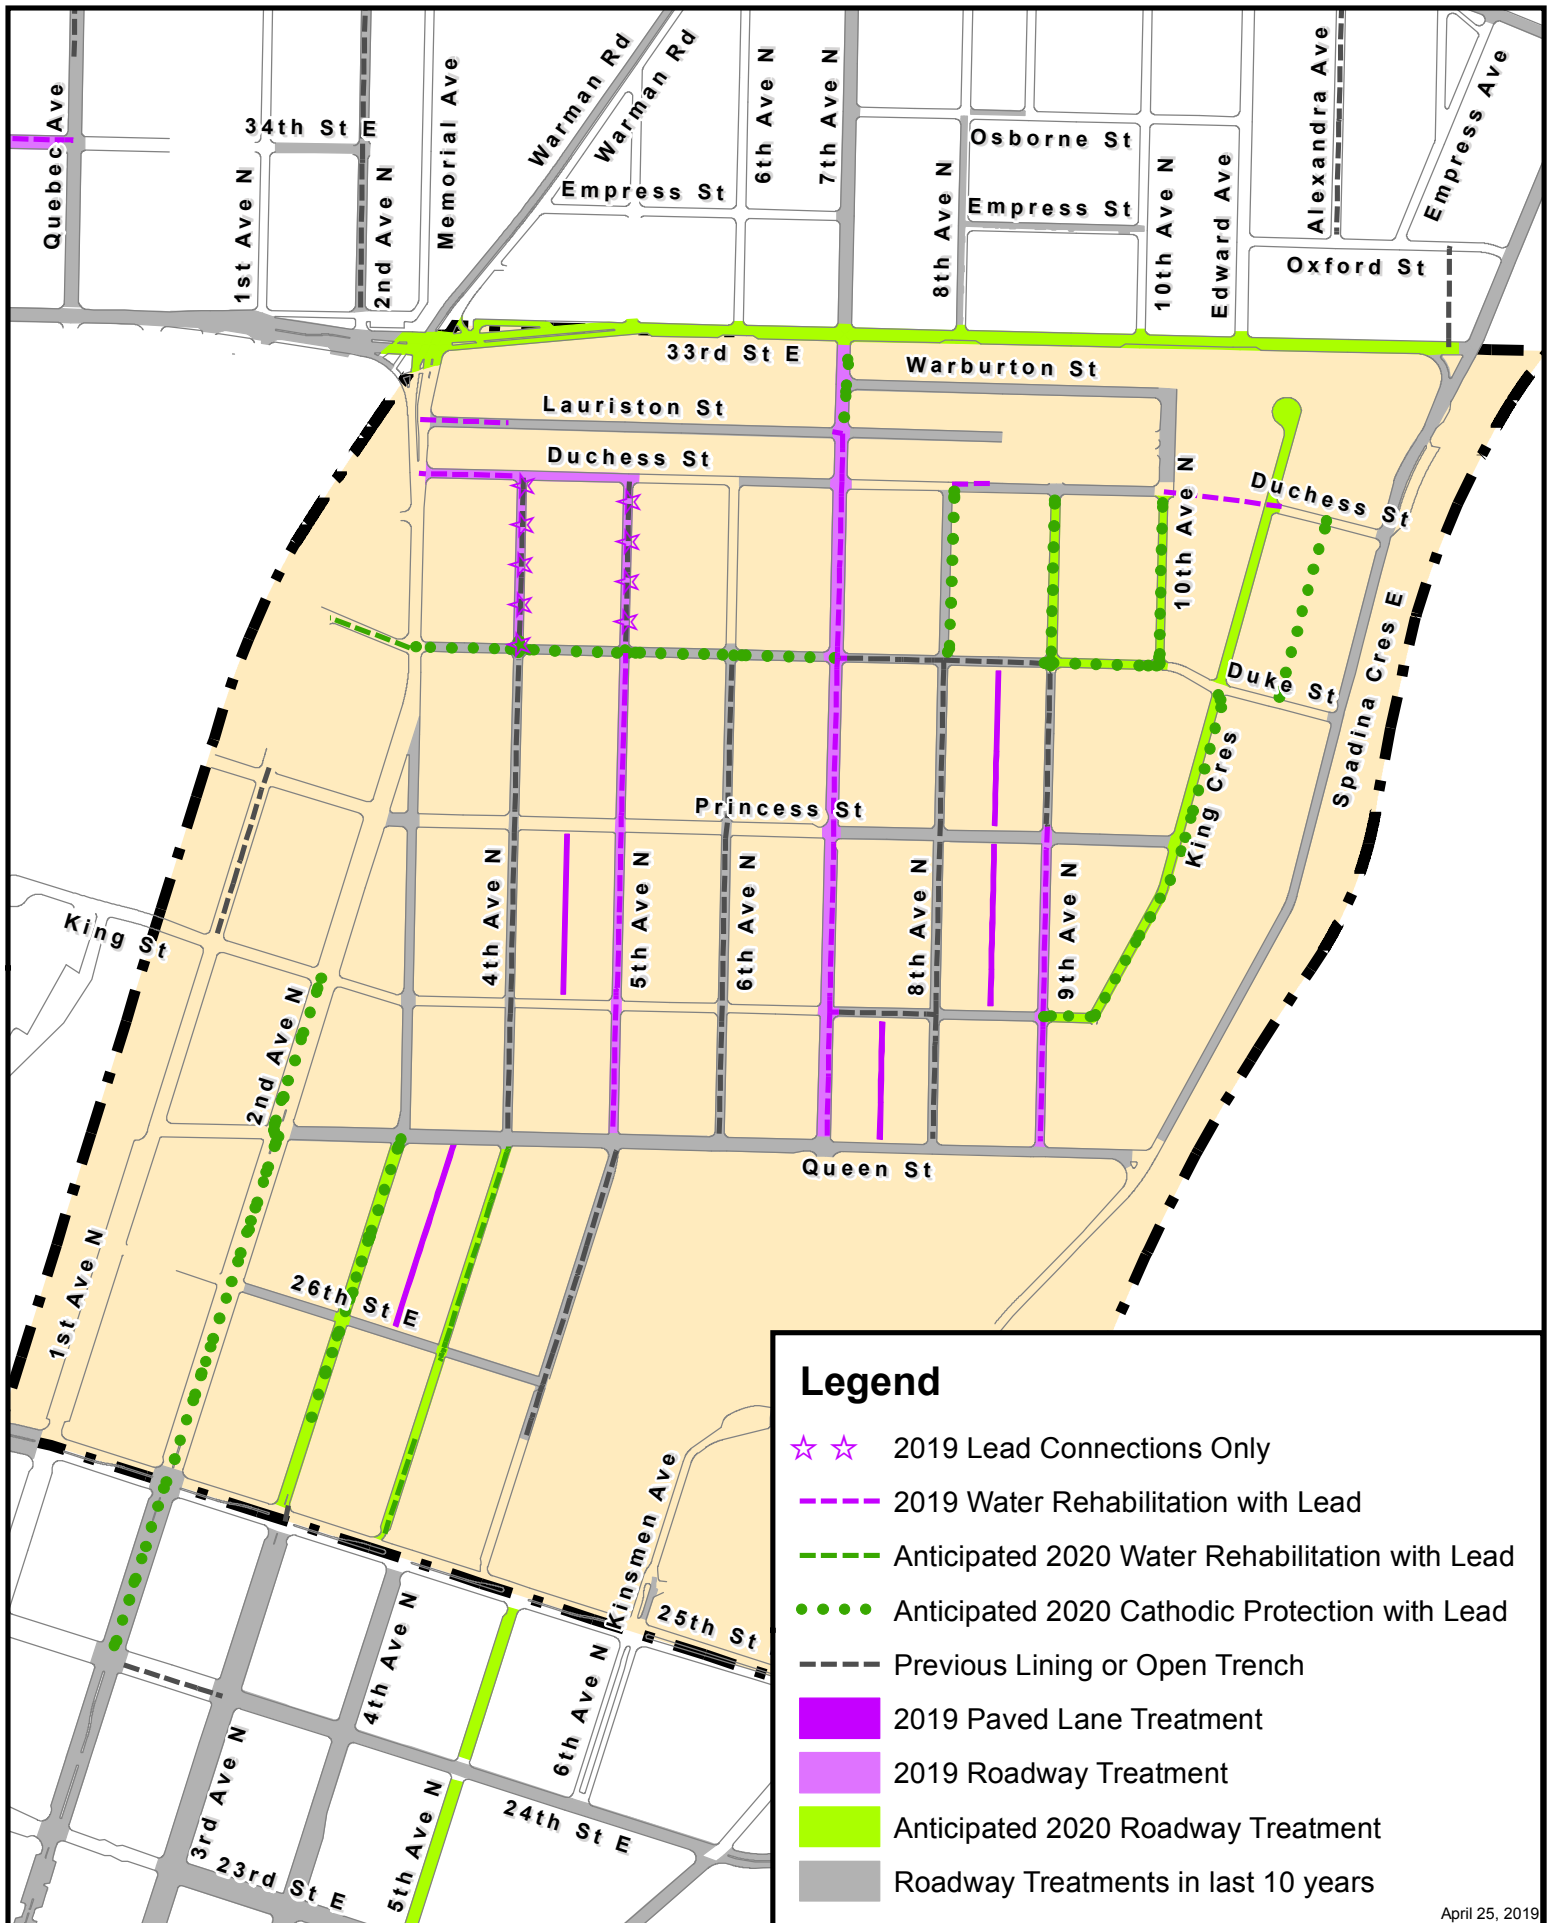 Quebec Ave
34th St E
1st Ave N
2nd Ave N
Memorial Ave
Warman Rd
Warman Rd
Empress St
6th Ave N
7th Ave N
8th Ave N
Osborne St
Empress St
10th Ave N
Edward Ave
Alexandra Ave
Empress Ave
Oxford St
33rd St E
Warburton St
Lauriston St
Duchess St
10th Ave N
Duchess St
Duke St
Spadina Cres E
King Cres
Princess St
4th Ave N
5th Ave N
6th Ave N
8th Ave N
9th Ave N
King St
2nd Ave N
Queen St
1st Ave N
26th St E
Kinsmen Ave
25th St
4th Ave N
6th Ave N
3rd Ave N
5th Ave N
24th St E
23rd St E
Legend
2019 Lead Connections Only
2019 Water Rehabilitation with Lead
Anticipated 2020 Water Rehabilitation with Lead
Anticipated 2020 Cathodic Protection with Lead
Previous Lining or Open Trench
2019 Paved Lane Treatment
2019 Roadway Treatment
Anticipated 2020 Roadway Treatment
Roadway Treatments in last 10 years
April 25, 2019